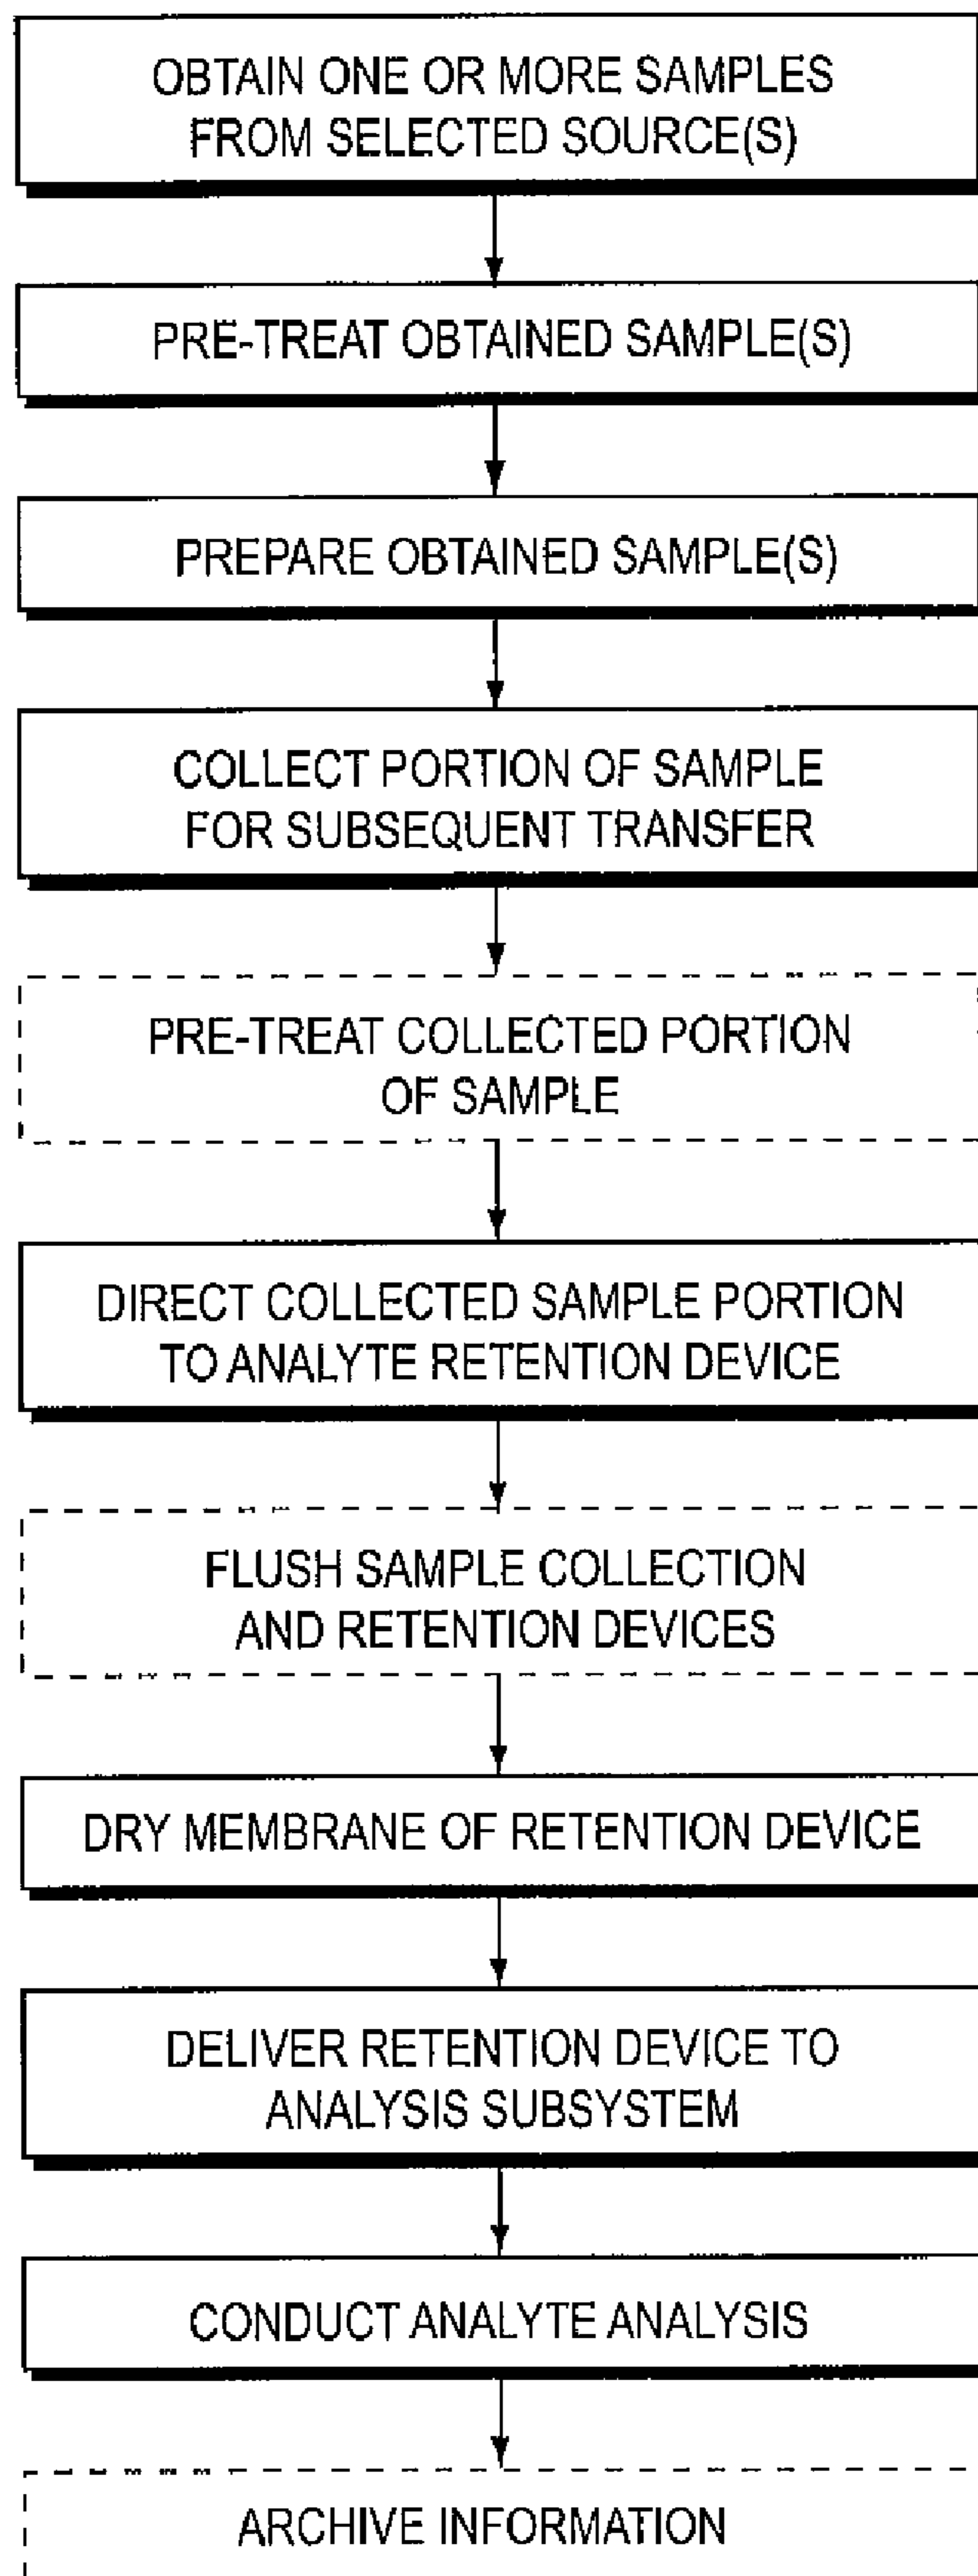 OBTAIN ONE OR MORE SAMPLES
FROM SELECTED SOURCE(S)
PRE-TREAT OBTAINED SAMPLE(S)
PREPARE OBTAINED SAMPLE(S)
COLLECT PORTION OF SAMPLE
FOR SUBSEQUENT TRANSFER
PRE-TREAT COLLECTED PORTION
OF SAMPLE
DIRECT COLLECTED SAMPLE PORTION
TO ANALYTE RETENTION DEVICE
FLUSH SAMPLE COLLECTION
AND RETENTION DEVICES
DRY MEMBRANE OF RETENTION DEVICE
DELIVER RETENTION DEVICE TO
ANALYSIS SUBSYSTEM
CONDUCT ANALYTE ANALYSIS
ARCHIVE INFORMATION